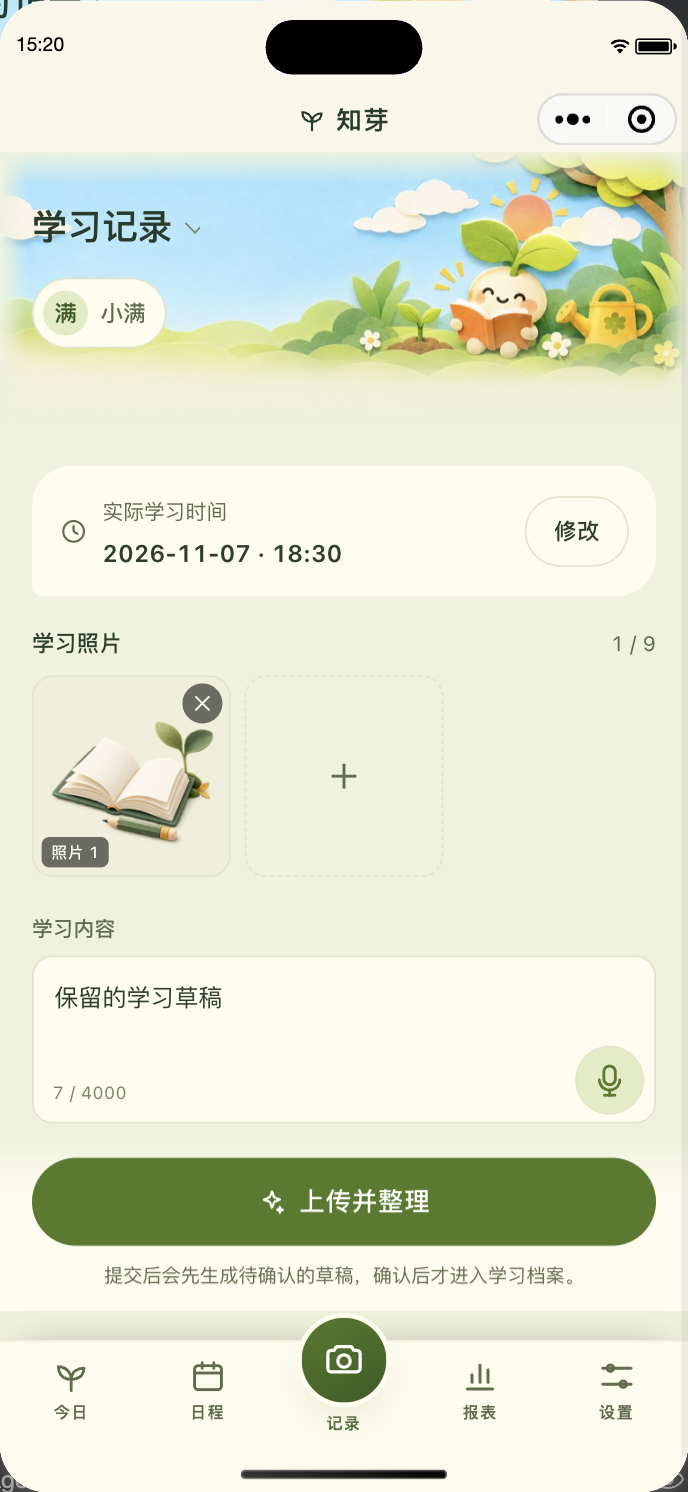 15:20
知芽
学习记录
满 小满
实际学习时间
2026-11-07 · 18:30
修改
学习照片
1 / 9
照片 1
学习内容
保留的学习草稿
7 / 4000
上传并整理
提交后会先生成待确认的草稿，确认后才进入学习档案。
今日
日程
记录
报表
设置